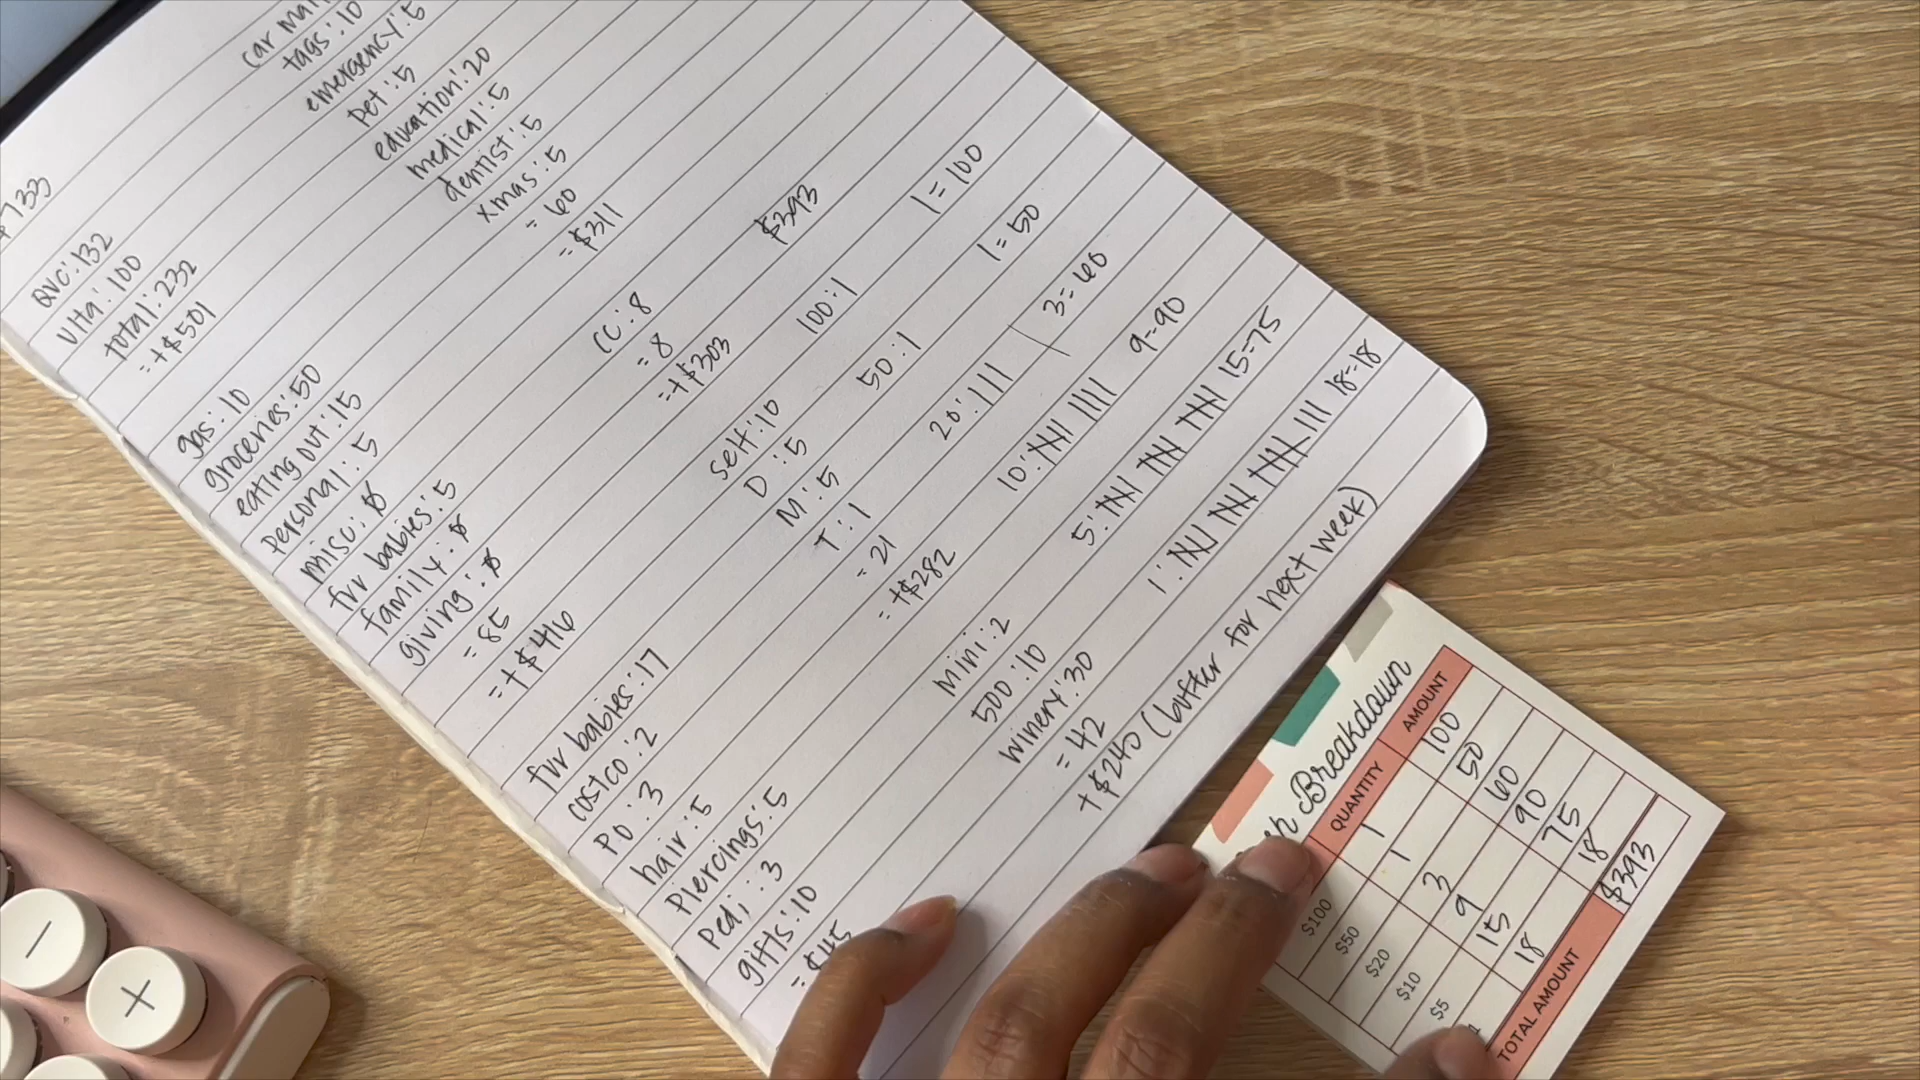 $733
QVC: 132
Ulta: 100
total: 232
= +$501
gas: 10
groceries: 50
eating out: 15
personal: 5
misc: ∅
fur babies: 5
family: ∅
giving: ∅
= 85
= +$416
fur babies: 17
costco: 2
PO: 3
hair: 5
piercings: 5
pedi: 3
gifts: 10
= $45
tags: 10
emergency: 5
pet: 5
education: 20
medical: 5
dentist: 5
xmas: 5
= 60
= $311
CC: 8
= 8
= +$303
self: 10
D: 5
M: 5
T: 1
= 21
= +$282
mini: 2
500: 10
winery: 30
= 42
+$240 (buffer for next week)
$393
100: 1 1 = 100
50: 1 1 = 50
20: III 3 = 60
10: 9-90
5: 15=75
1: 18-18
Breakdown
QUANTITY AMOUNT
$100 1 100
$50 1 50
$20 3 60
$10 9 90
$5 15 75
18 18
TOTAL AMOUNT $393
−
+